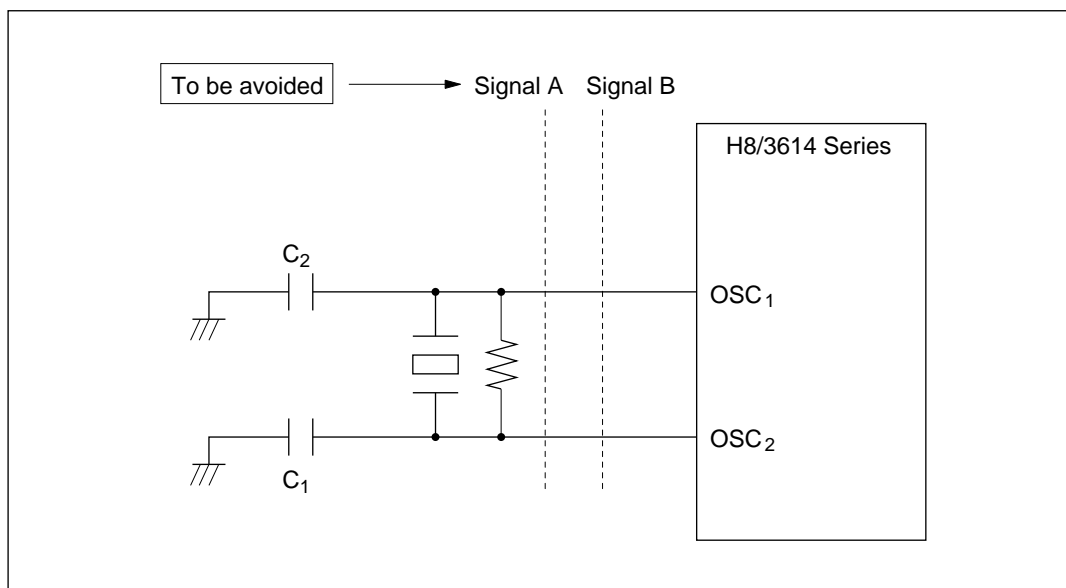 To be avoided
Signal A
Signal B
H8/3614 Series
C2
OSC1
OSC2
C1